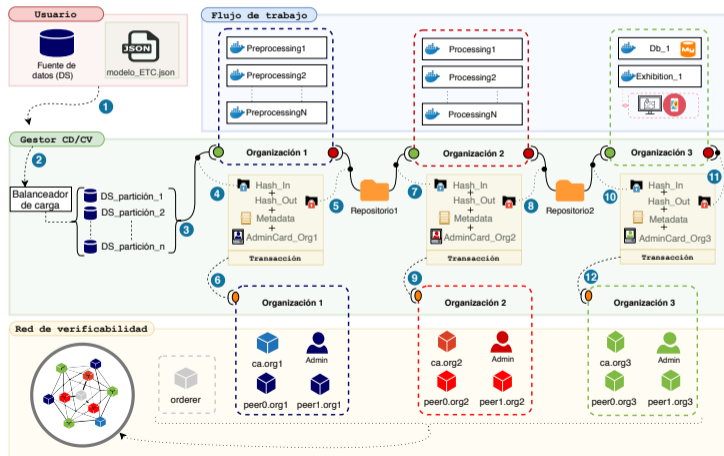 Usuario
Fuente de
datos (DS)
JSON
modelo_ETC.json
Flujo de trabajo
Preprocessing1
Preprocessing2
PreprocessingN
Processing1
Processing2
ProcessingN
Db_1
Exhibition_1
1
Gestor CD/CV
2
Balanceador
de carga
DS_partición_1
DS_partición_2
DS_partición_n
3
Organización 1
4
Hash_In
+
Hash_Out
+
Metadata
+
AdminCard_Org1
Transacción
5
6
Repositorio1
Organización 2
7
Hash_In
+
Hash_Out
+
Metadata
+
AdminCard_Org2
Transacción
8
9
Repositorio2
Organización 3
10
Hash_In
+
Hash_Out
+
Metadata
+
AdminCard_Org3
Transacción
11
12
Red de verificabilidad
orderer
Organización 1
ca.org1
Admin
peer0.org1
peer1.org1
Organización 2
ca.org2
Admin
peer0.org2
peer1.org2
Organización 3
ca.org3
Admin
peer0.org3
peer1.org3